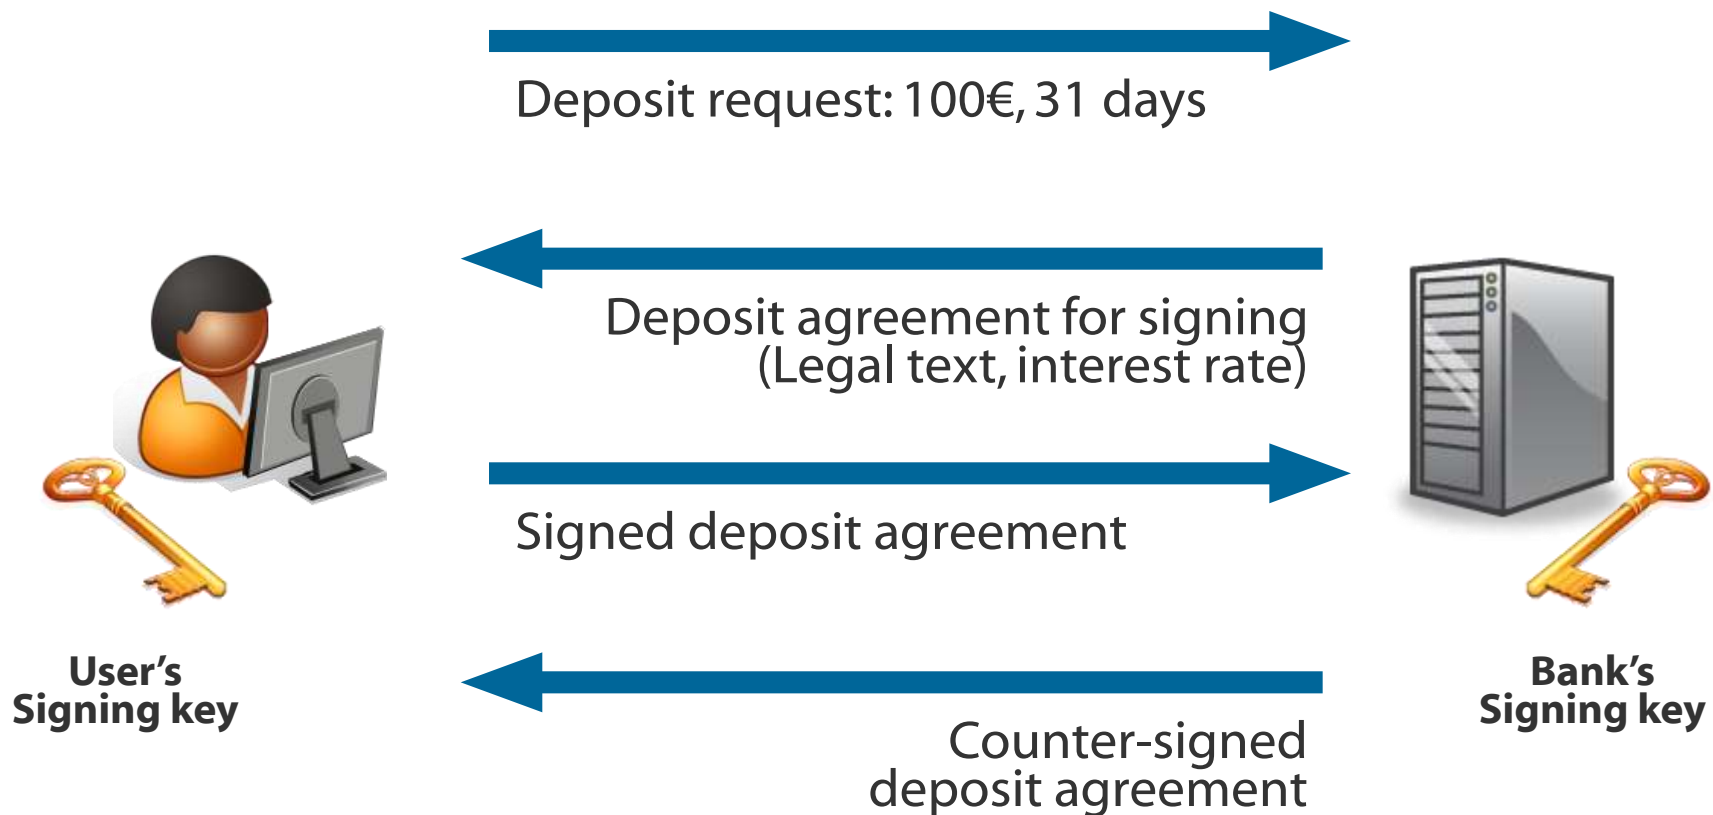 Deposit request: 100€, 31 days
Deposit agreement for signing
(Legal text, interest rate)
Signed deposit agreement
User’s
Signing key
Bank’s
Signing key
Counter-signed
deposit agreement